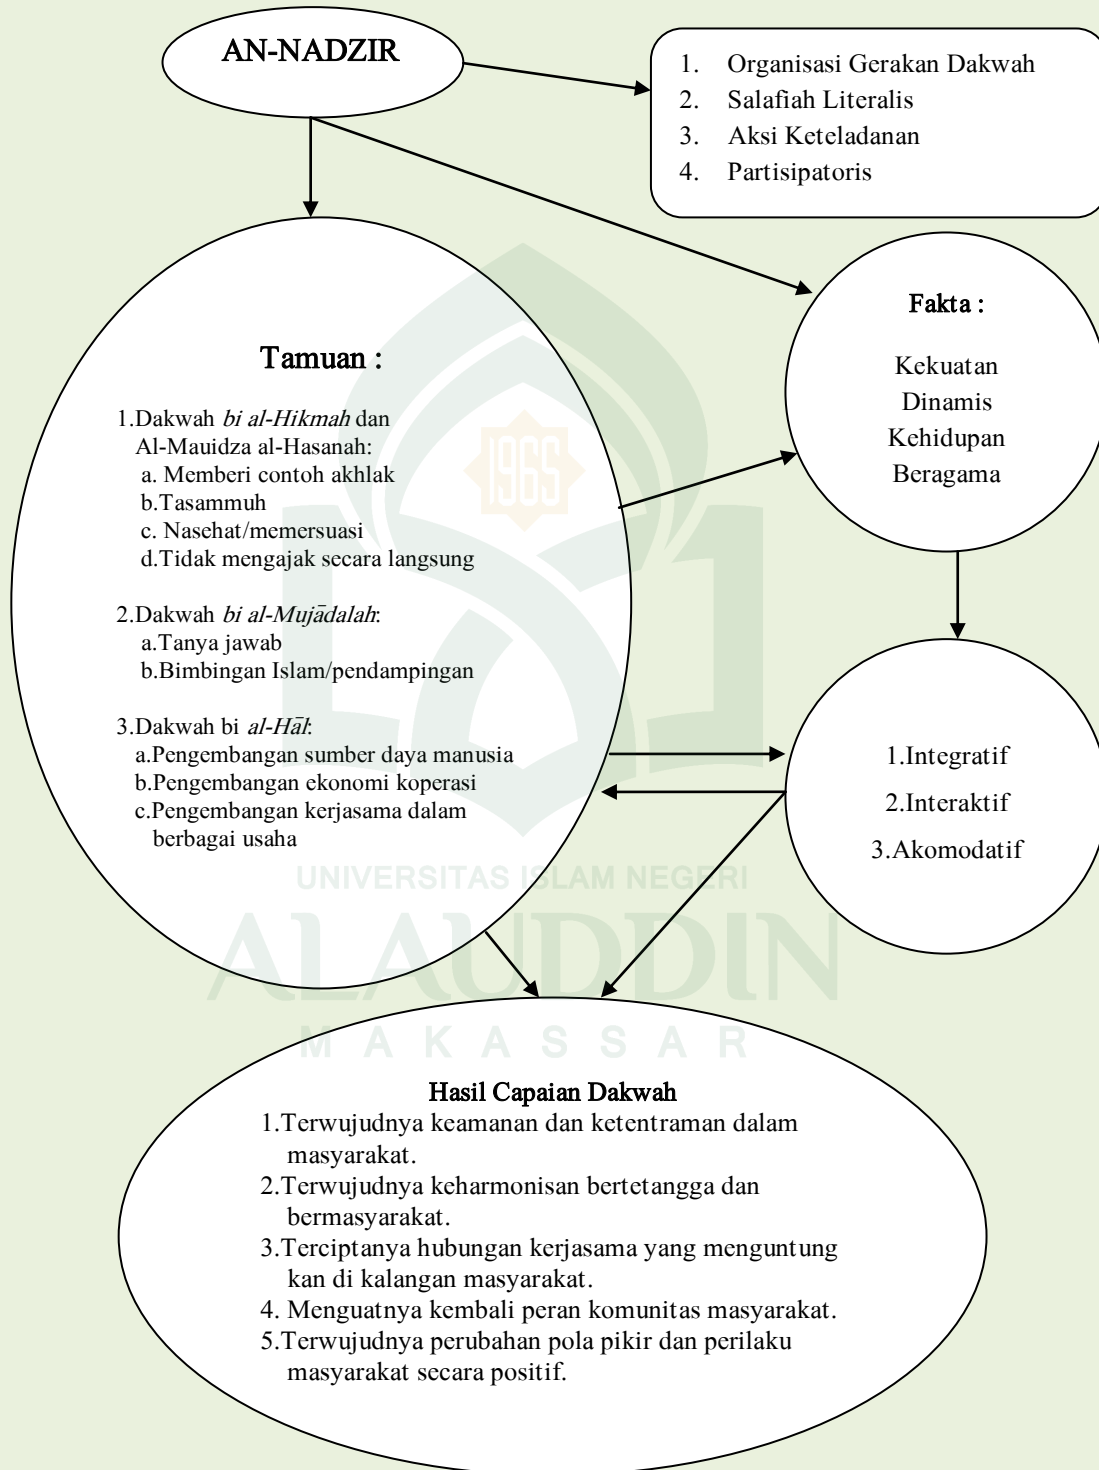 AN-NADZIR
1. Organisasi Gerakan Dakwah
2. Salafiah Literalis
3. Aksi Keteladanan
4. Partisipatoris
Fakta :
Kekuatan
Dinamis
Kehidupan
Beragama
Tamuan :
1.Dakwah bi al-Hikmah dan
Al-Mauidza al-Hasanah:
a. Memberi contoh akhlak
b.Tasammuh
c. Nasehat/memersuasi
d.Tidak mengajak secara langsung
2.Dakwah bi al-Mujādalah:
a.Tanya jawab
b.Bimbingan Islam/pendampingan
3.Dakwah bi al-Hāl:
a.Pengembangan sumber daya manusia
b.Pengembangan ekonomi koperasi
c.Pengembangan kerjasama dalam
berbagai usaha
1.Integratif
2.Interaktif
3.Akomodatif
1965
UNIVERSITAS ISLAM NEGERI
ALAUDDIN
MAKASSAR
Hasil Capaian Dakwah
1.Terwujudnya keamanan dan ketentraman dalam
masyarakat.
2.Terwujudnya keharmonisan bertetangga dan
bermasyarakat.
3.Terciptanya hubungan kerjasama yang menguntung
kan di kalangan masyarakat.
4. Menguatnya kembali peran komunitas masyarakat.
5.Terwujudnya perubahan pola pikir dan perilaku
masyarakat secara positif.